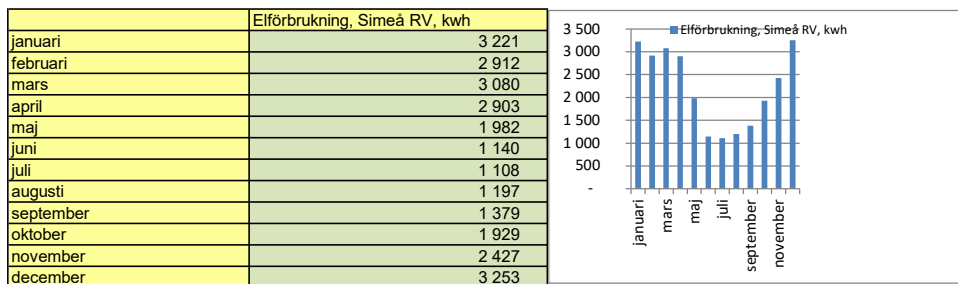 Elförbrukning, Simeå RV, kwh
januari 3 221
februari 2 912
mars 3 080
april 2 903
maj 1 982
juni 1 140
juli 1 108
augusti 1 197
september 1 379
oktober 1 929
november 2 427
december 3 253
Elförbrukning, Simeå RV, kwh
3 500
3 000
2 500
2 000
1 500
1 000
500
-
januari
mars
maj
juli
september
november